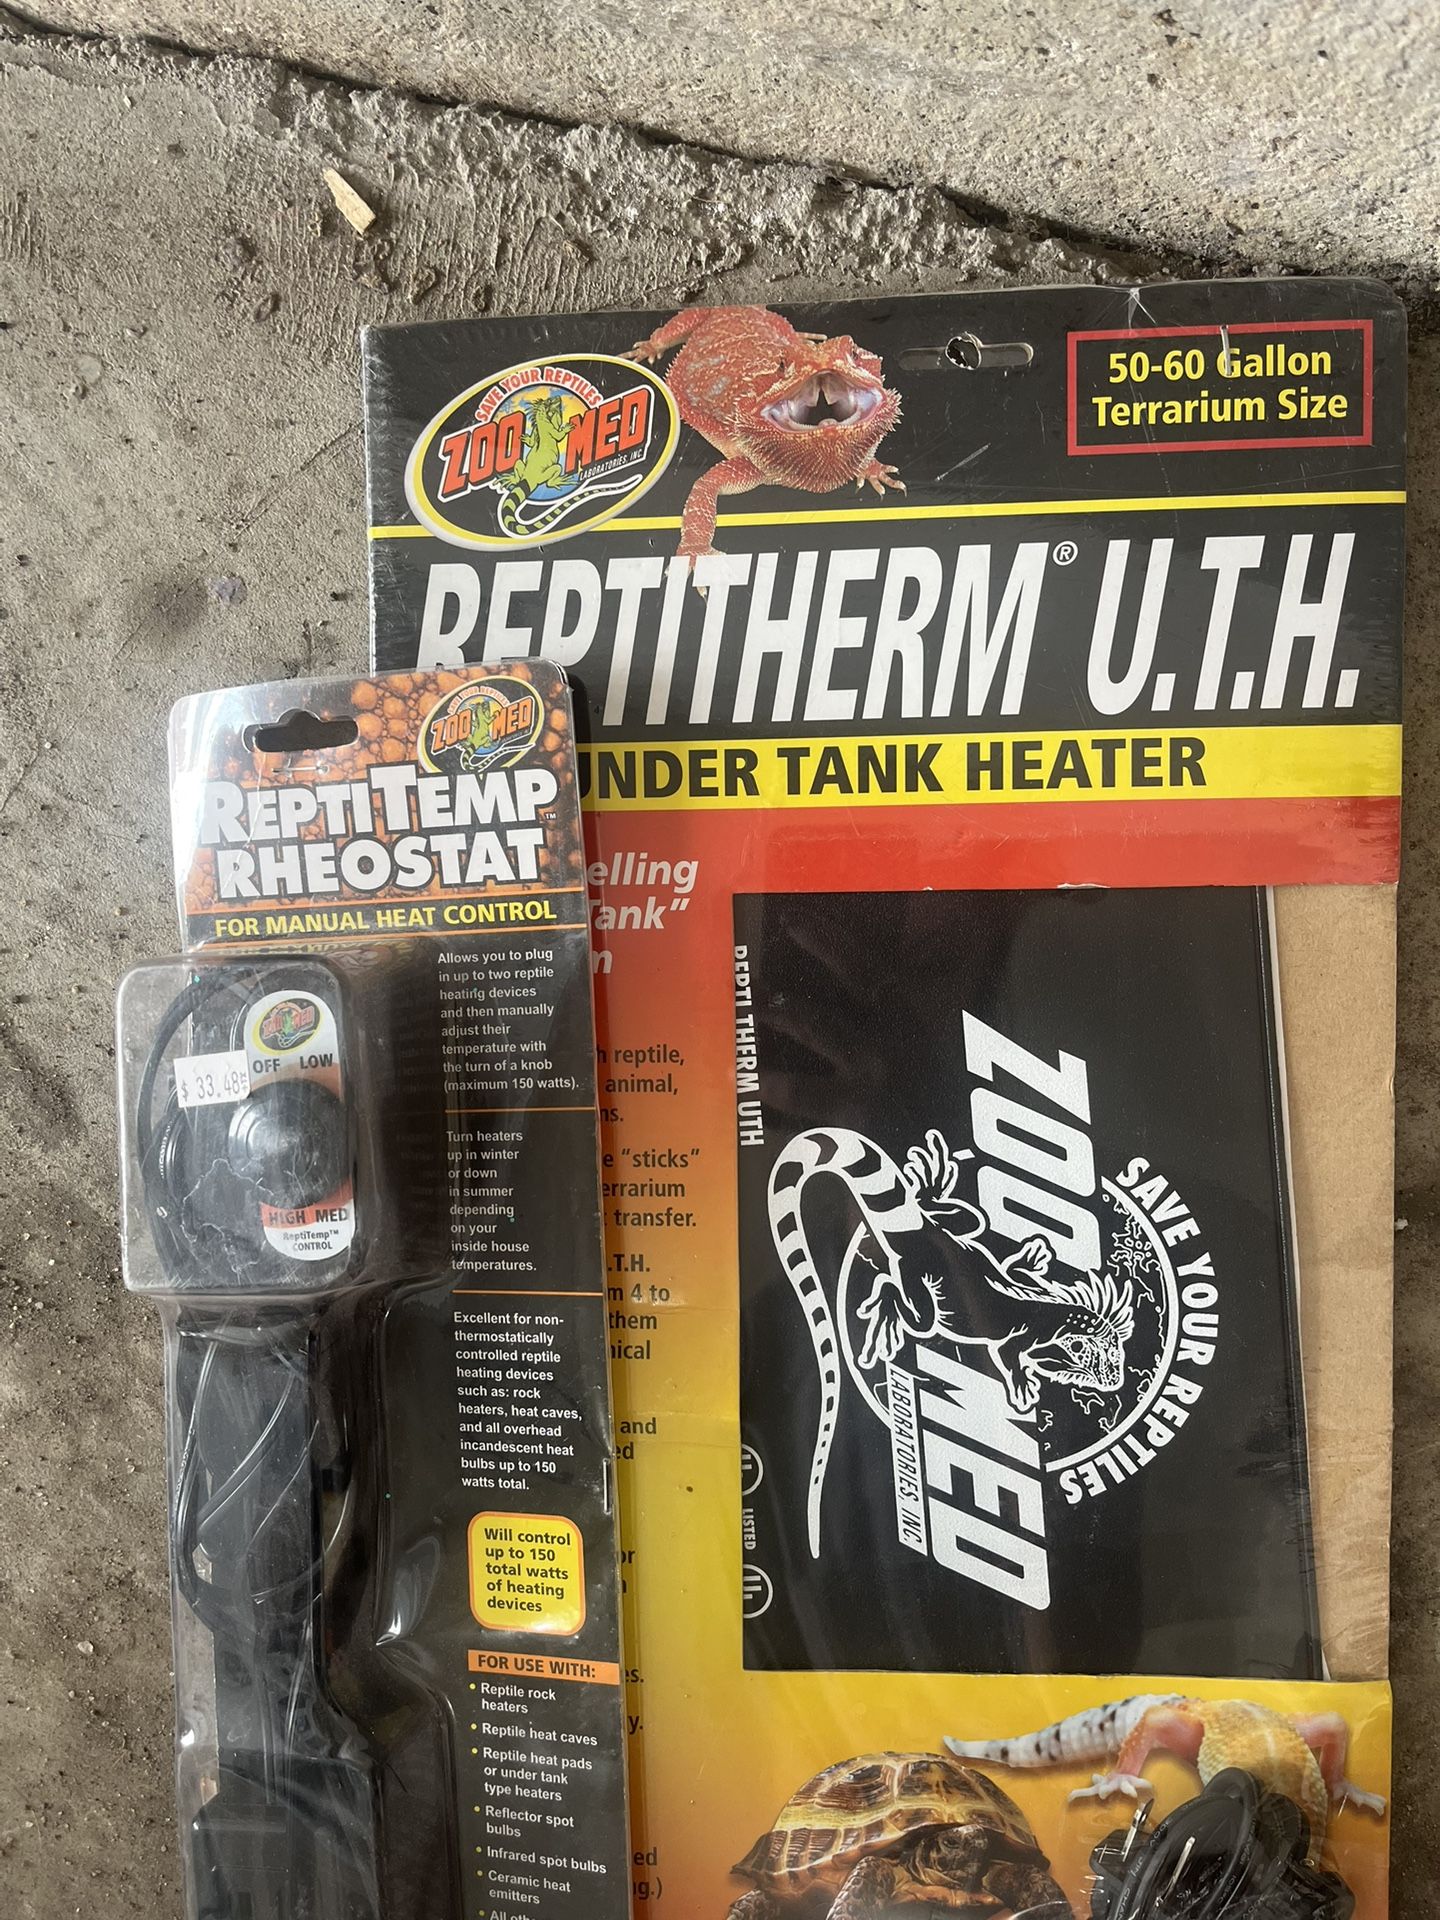 50-60 Gallon
Terrarium Size
SAVE YOUR REPTILES
ZOO MED
LABORATORIES, INC.
REPTITHERM® U.T.H.
UNDER TANK HEATER
elling
Tank"
reptile,
animal,
"sticks"
errarium
transfer.
.T.H.
4 to
them
and
REPTI THERM UTH
ZOO MED
LABORATORIES, INC.
SAVE YOUR REPTILES
UL
LISTED
ZOO MED
REPTITEMP™
RHEOSTAT
FOR MANUAL HEAT CONTROL
Allows you to plug
in up to two reptile
heating devices
and then manually
adjust their
temperature with
the turn of a knob
(maximum 150 watts).
Turn heaters
up in winter
or down
in summer
depending
on your
inside house
temperatures.
Excellent for non-
thermostatically
controlled reptile
heating devices
such as: rock
heaters, heat caves,
and all overhead
incandescent heat
bulbs up to 150
watts total.
Will control
up to 150
total watts
of heating
devices
FOR USE WITH:
• Reptile rock
heaters
• Reptile heat caves
• Reptile heat pads
or under tank
type heaters
• Reflector spot
bulbs
• Infrared spot bulbs
• Ceramic heat
emitters
• All
ZOO MED
OFF LOW
$ 33.48
HIGH MED
ReptiTemp™
CONTROL